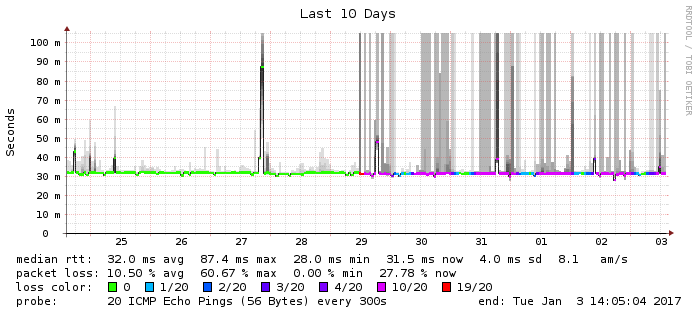 Last 10 Days
RRDTOOL / TOBI OETIKER
Seconds
100 m
90 m
80 m
70 m
60 m
50 m
40 m
30 m
20 m
10 m
0
25 26 27 28 29 30 31 01 02 03
median rtt: 32.0 ms avg 87.4 ms max 28.0 ms min 31.5 ms now 4.0 ms sd 8.1 am/s
packet loss: 10.50 % avg 60.67 % max 0.00 % min 27.78 % now
loss color: 0 1/20 2/20 3/20 4/20 10/20 19/20
probe: 20 ICMP Echo Pings (56 Bytes) every 300s end: Tue Jan 3 14:05:04 2017